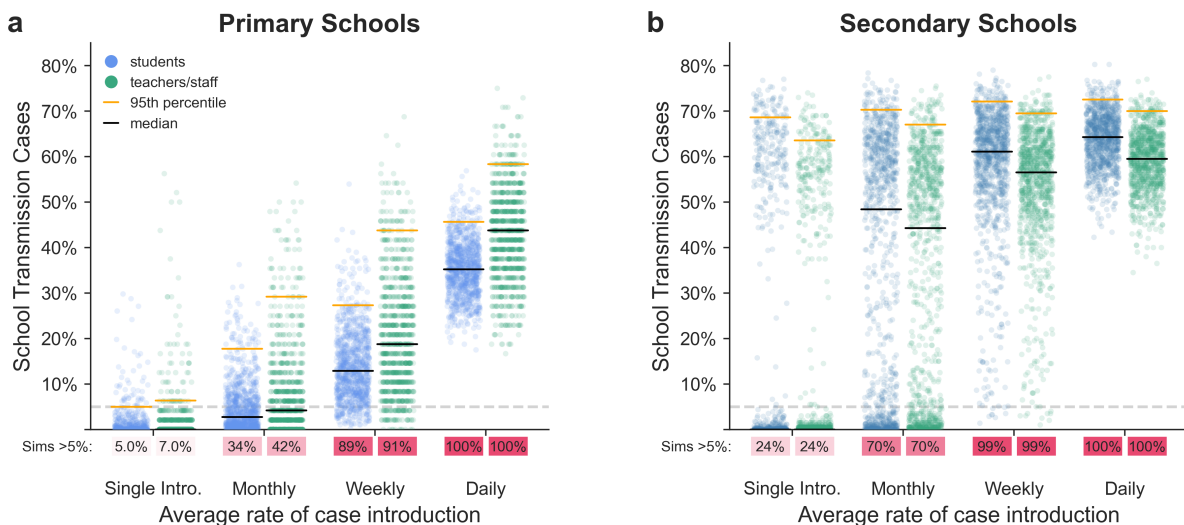 a Primary Schools
students
teachers/staff
95th percentile
median
School Transmission Cases
80%
70%
60%
50%
40%
30%
20%
10%
Sims >5%: 5.0% 7.0% 34% 42% 89% 91% 100% 100%
Single Intro. Monthly Weekly Daily
Average rate of case introduction
b Secondary Schools
School Transmission Cases
80%
70%
60%
50%
40%
30%
20%
10%
Sims >5%: 24% 24% 70% 70% 99% 99% 100% 100%
Single Intro. Monthly Weekly Daily
Average rate of case introduction